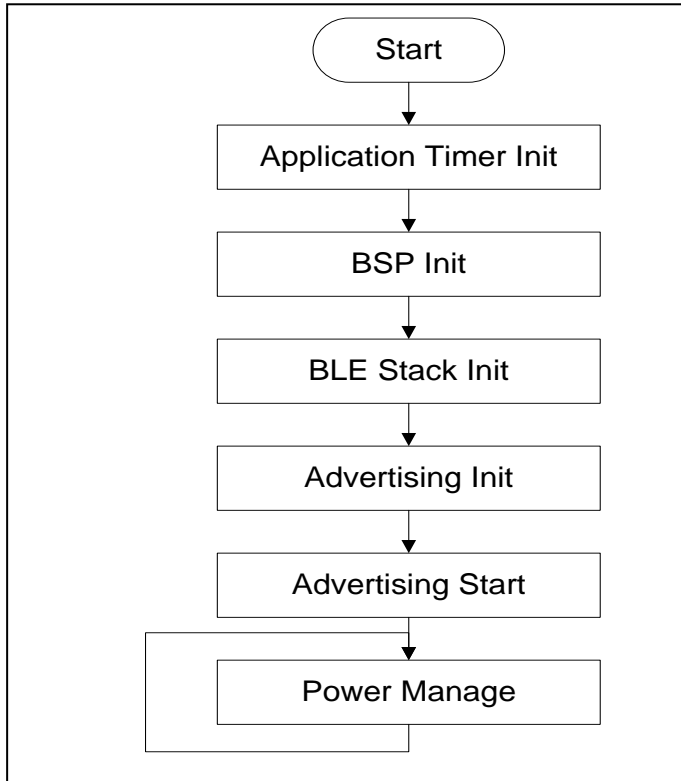 Start
Application Timer Init
BSP Init
BLE Stack Init
Advertising Init
Advertising Start
Power Manage